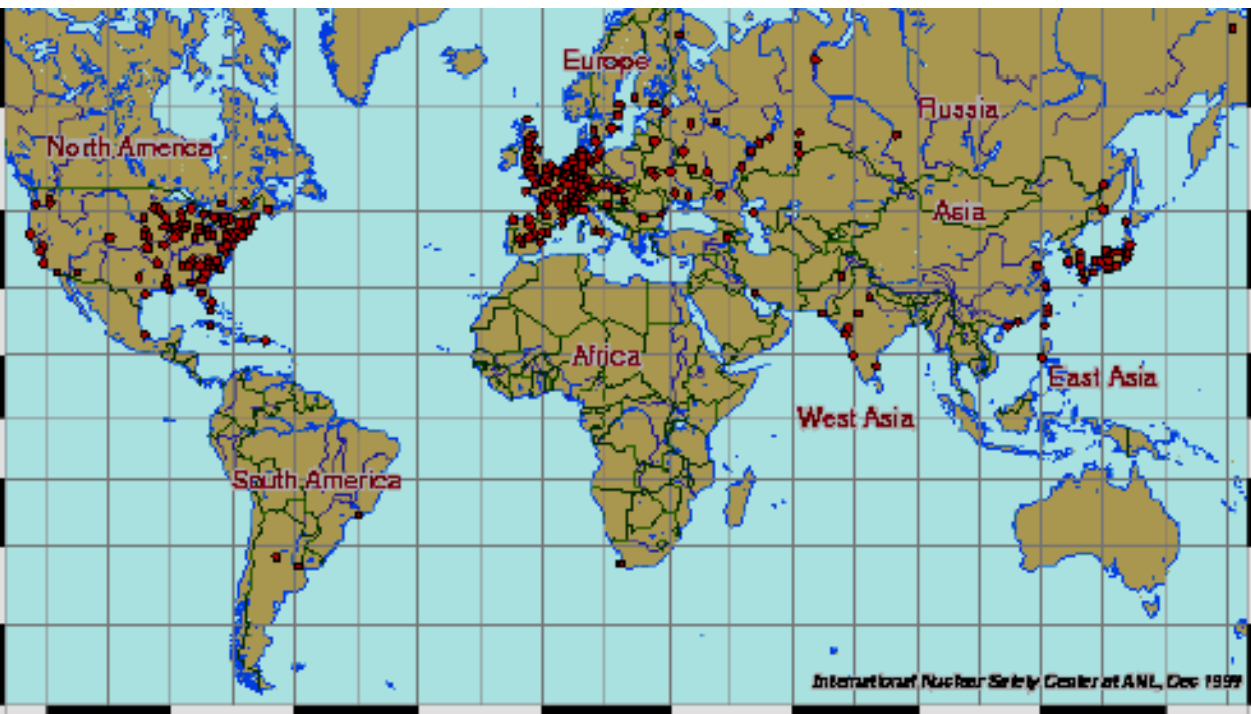 Europe
Russia
North America
Asia
Africa
East Asia
West Asia
South America
International Nuclear Safety Center at ANL, Dec 1999